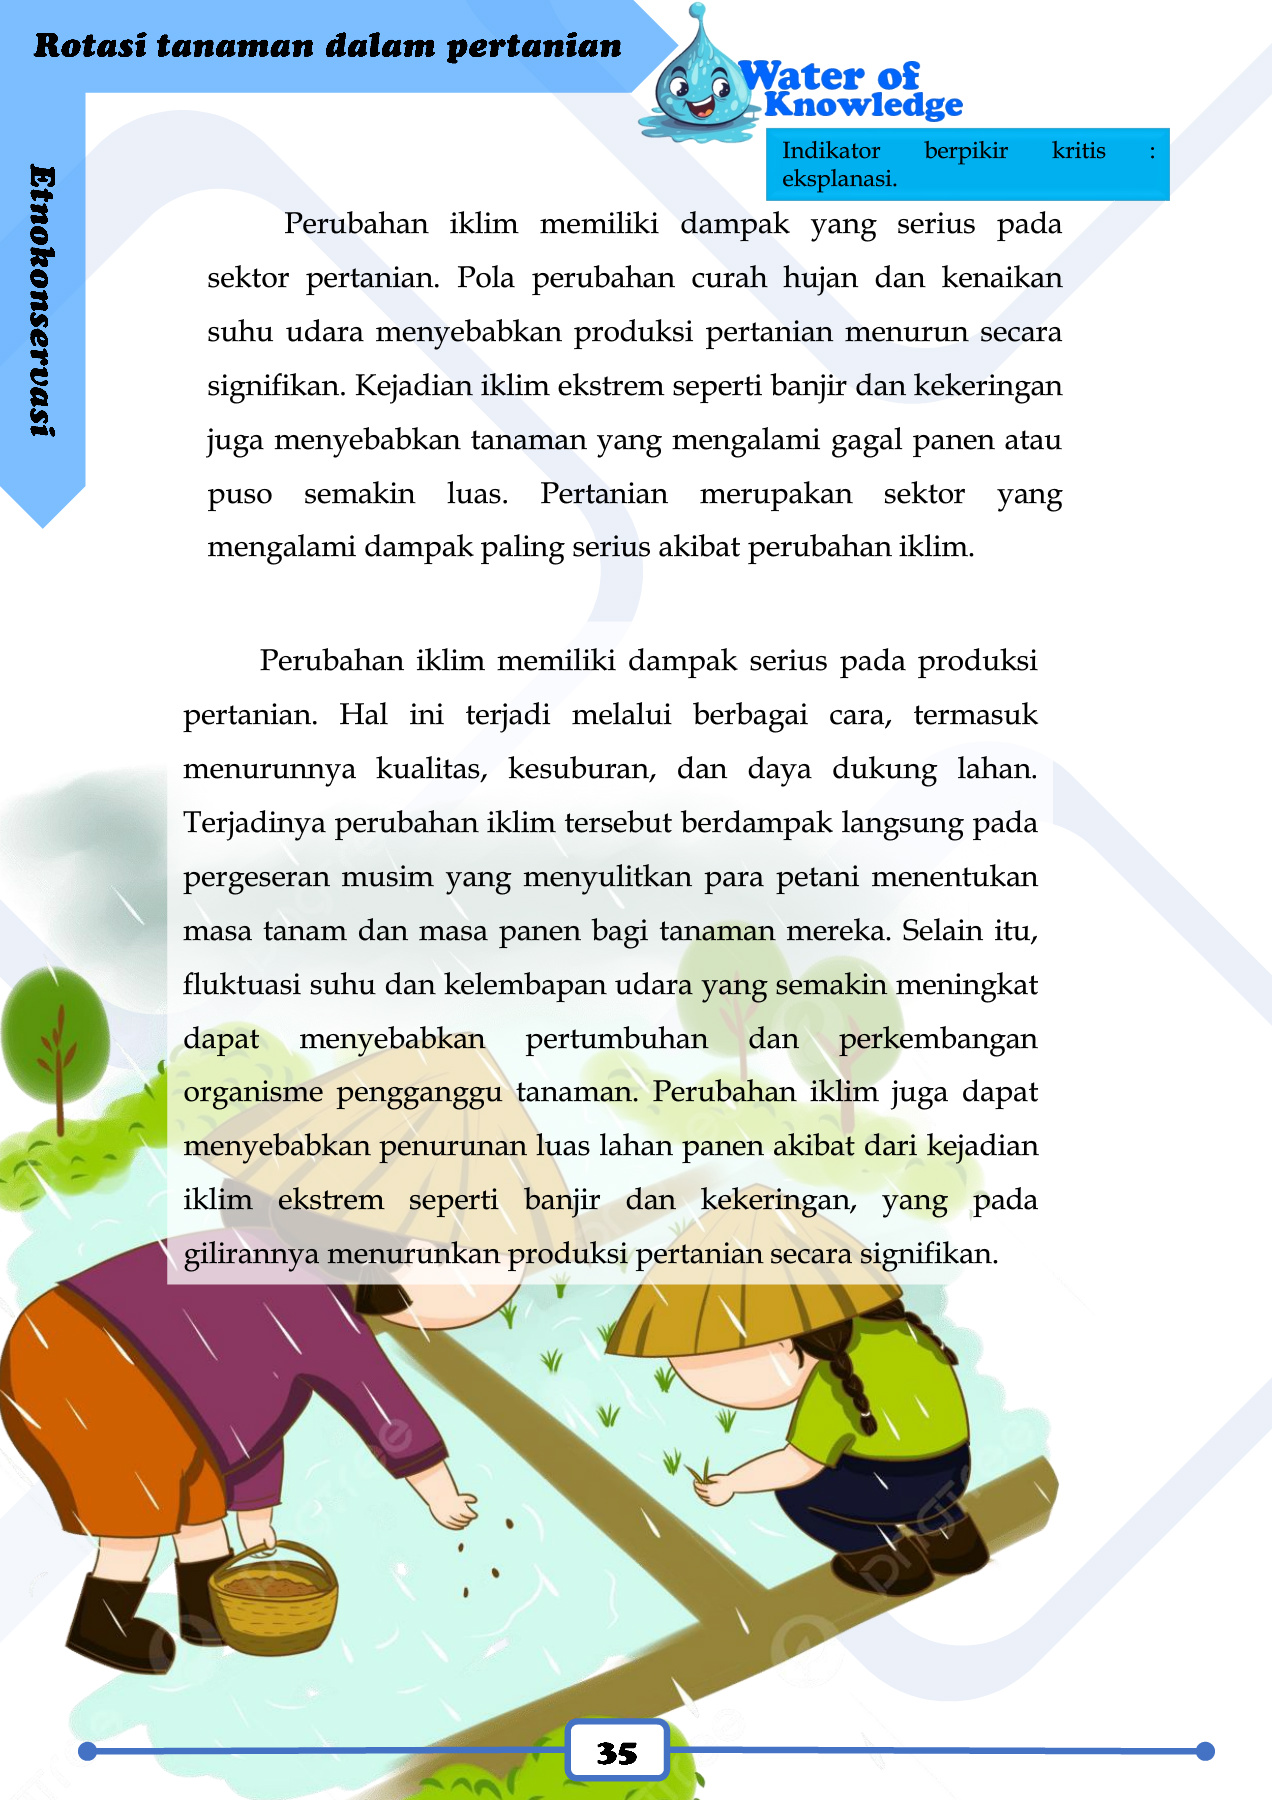 Rotasi tanaman dalam pertanian
Water of
Knowledge
Indikator berpikir kritis :
eksplanasi.
Etnokonservasi
Perubahan iklim memiliki dampak yang serius pada
sektor pertanian. Pola perubahan curah hujan dan kenaikan
suhu udara menyebabkan produksi pertanian menurun secara
signifikan. Kejadian iklim ekstrem seperti banjir dan kekeringan
juga menyebabkan tanaman yang mengalami gagal panen atau
puso semakin luas. Pertanian merupakan sektor yang
mengalami dampak paling serius akibat perubahan iklim.
Perubahan iklim memiliki dampak serius pada produksi
pertanian. Hal ini terjadi melalui berbagai cara, termasuk
menurunnya kualitas, kesuburan, dan daya dukung lahan.
Terjadinya perubahan iklim tersebut berdampak langsung pada
pergeseran musim yang menyulitkan para petani menentukan
masa tanam dan masa panen bagi tanaman mereka. Selain itu,
fluktuasi suhu dan kelembapan udara yang semakin meningkat
dapat menyebabkan pertumbuhan dan perkembangan
organisme pengganggu tanaman. Perubahan iklim juga dapat
menyebabkan penurunan luas lahan panen akibat dari kejadian
iklim ekstrem seperti banjir dan kekeringan, yang pada
gilirannya menurunkan produksi pertanian secara signifikan.
pngtree
pngtree
35